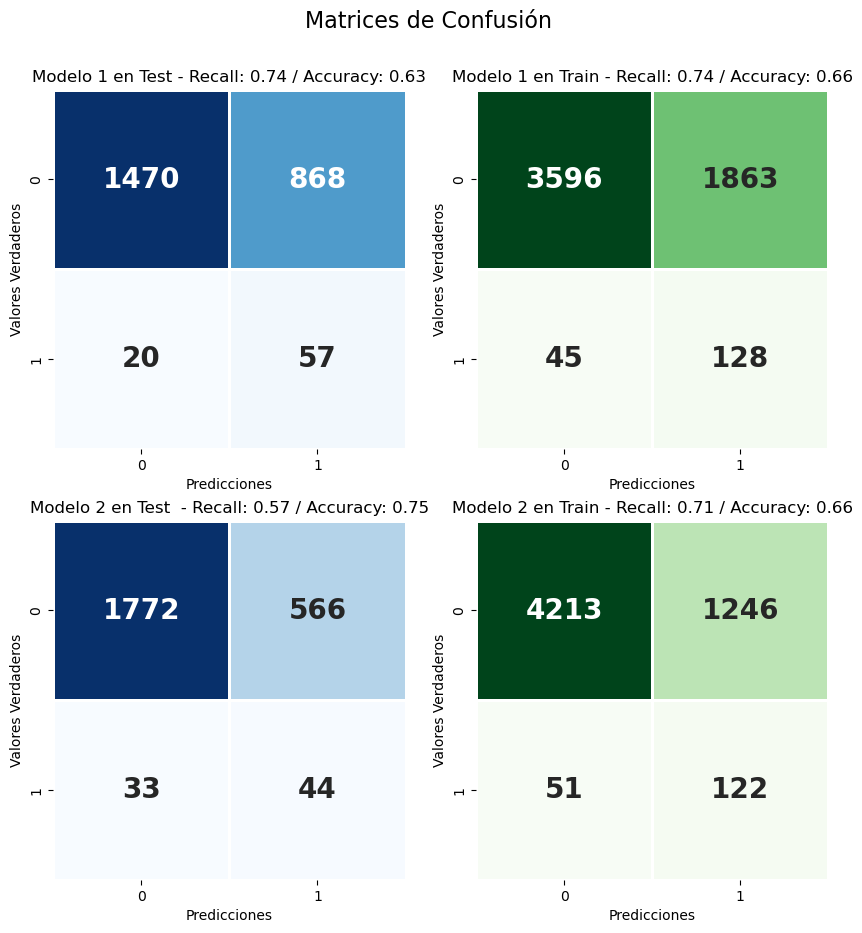 Matrices de Confusión
Modelo 1 en Test - Recall: 0.74 / Accuracy: 0.63
Valores Verdaderos
0
1470
868
1
20
57
0
1
Predicciones
Modelo 1 en Train - Recall: 0.74 / Accuracy: 0.66
Valores Verdaderos
0
3596
1863
1
45
128
0
1
Predicciones
Modelo 2 en Test  - Recall: 0.57 / Accuracy: 0.75
Valores Verdaderos
0
1772
566
1
33
44
0
1
Predicciones
Modelo 2 en Train - Recall: 0.71 / Accuracy: 0.66
Valores Verdaderos
0
4213
1246
1
51
122
0
1
Predicciones